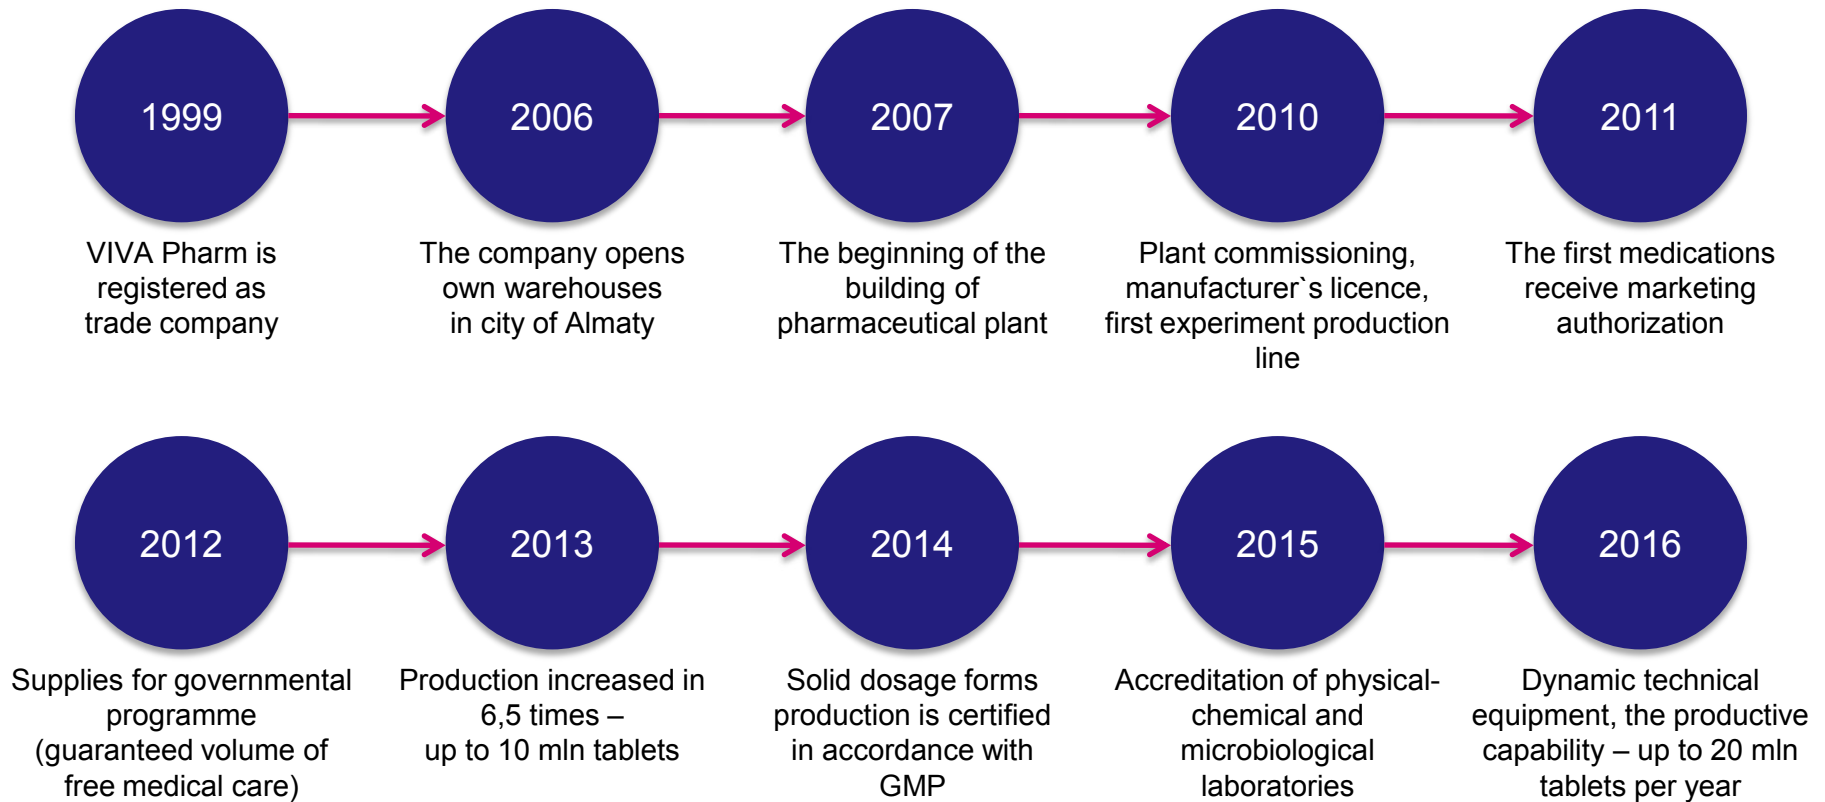 1999
2006
2007
2010
2011
VIVA Pharm is
registered as
trade company
The company opens
own warehouses
in city of Almaty
The beginning of the
building of
pharmaceutical plant
Plant commissioning,
manufacturer`s licence,
first experiment production
line
The first medications
receive marketing
authorization
2012
2013
2014
2015
2016
Supplies for governmental
programme
(guaranteed volume of
free medical care)
Production increased in
6,5 times –
up to 10 mln tablets
Solid dosage forms
production is certified
in accordance with
GMP
Accreditation of physical-
chemical and
microbiological
laboratories
Dynamic technical
equipment, the productive
capability – up to 20 mln
tablets per year